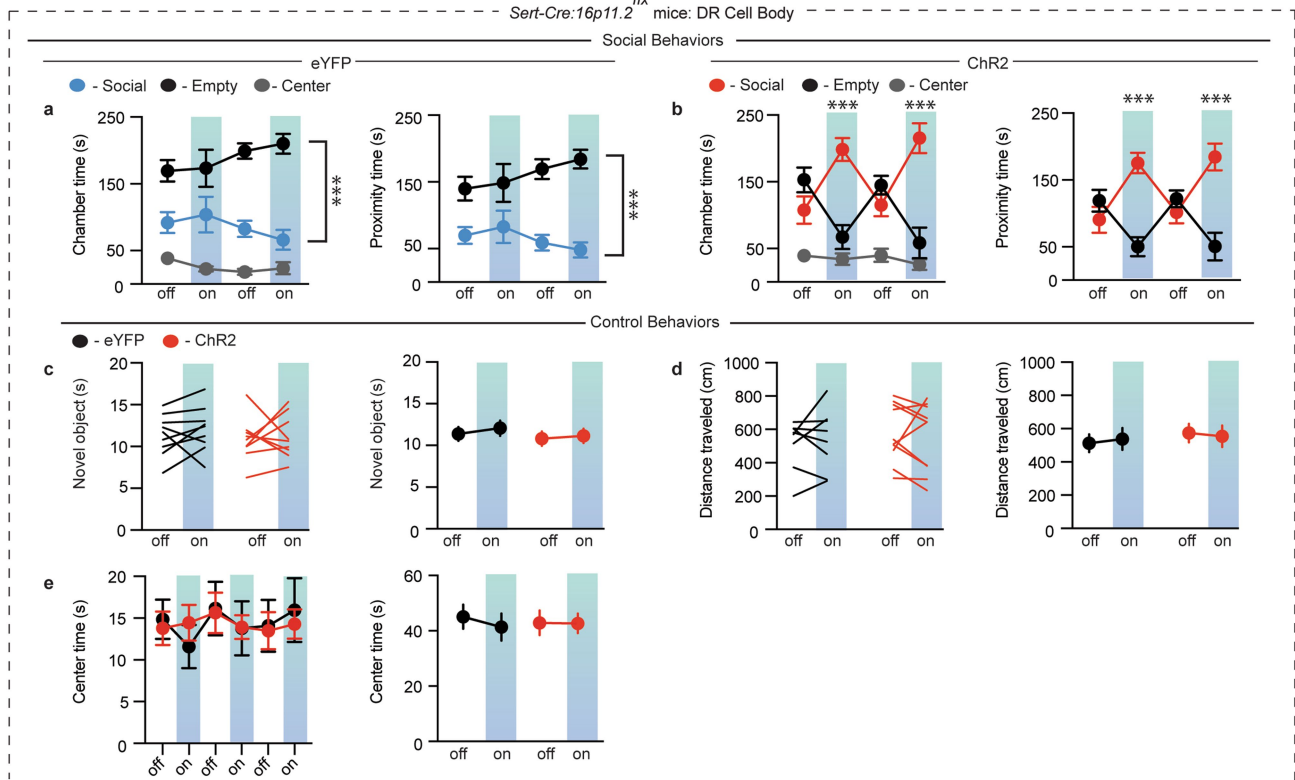 Sert-Cre:16p11.2flx mice: DR Cell Body
Social Behaviors
eYFP
- Social - Empty - Center
a
Chamber time (s)
250
150
50
0
off on off on
***
Proximity time (s)
250
150
50
0
off on off on
***
ChR2
- Social - Empty - Center
b
*** ***
Chamber time (s)
250
150
50
0
off on off on
*** ***
Proximity time (s)
250
150
50
0
off on off on
Control Behaviors
- eYFP - ChR2
c
Novel object (s)
20
15
10
5
0
off on off on
Novel object (s)
20
15
10
5
0
off on off on
d
Distance traveled (cm)
1000
800
600
400
200
0
off on off on
Distance traveled (cm)
1000
800
600
400
200
0
off on off on
e
Center time (s)
20
15
10
5
0
off on off on off on
Center time (s)
60
40
20
0
off on off on